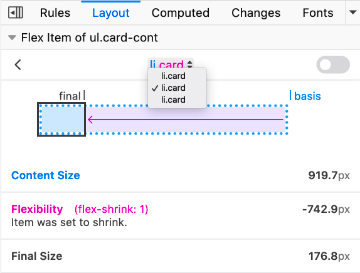 Rules Layout Computed Changes Fonts
Flex Item of ul.card-cont
li.card
li.card
li.card
li.card
final
basis
Content Size 919.7px
Flexibility (flex-shrink: 1) -742.9px
Item was set to shrink.
Final Size 176.8px